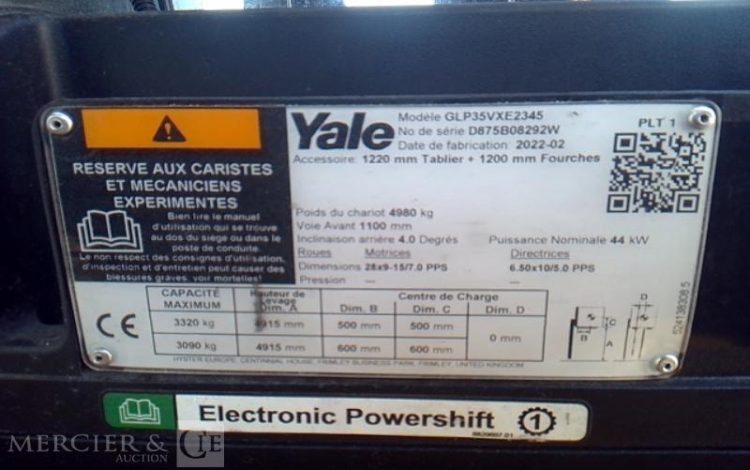 RESERVE AUX CARISTES
ET MECANICIENS
EXPERIMENTES
Bien lire le manuel
d'utilisation qui se trouve
au dos du siège ou dans le
poste de conduite.
Le non respect des consignes d'utilisation,
d'inspection et d'entretien peut causer des
blessures graves, voir mortelles!
Yale
Modèle GLP35VXE2345
No de série D875B08292W
Date de fabrication: 2022-02
Accessoire: 1220 mm Tablier + 1200 mm Fourches
PLT 1
Poids du chariot 4980 kg
Voie Avant 1100 mm
Inclinaison arrière 4.0 Degrés Puissance Nominale 44 kW
Roues Motrices Directrices
Dimensions 28x9-15/7.0 PPS 6.50x10/5.0 PPS
Pression --- ---
CAPACITÉ MAXIMUM Hauteur de Levage Dim. A Centre de Charge
Dim. B Dim. C Dim. D
3320 kg 4915 mm 500 mm 500 mm 0 mm
3090 kg 4915 mm 600 mm 600 mm
CE
D
C
B
A
HYSTER EUROPE, CENTENNIAL HOUSE, FRIMLEY BUSINESS PARK, FRIMLEY, UNITED KINGDOM
Electronic Powershift 1
MERCIER & CIE
AUCTION